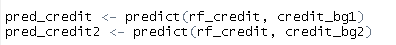 pred_credit <- predict(rf_credit, credit_bg1)
pred_credit2 <- predict(rf_credit, credit_bg2)